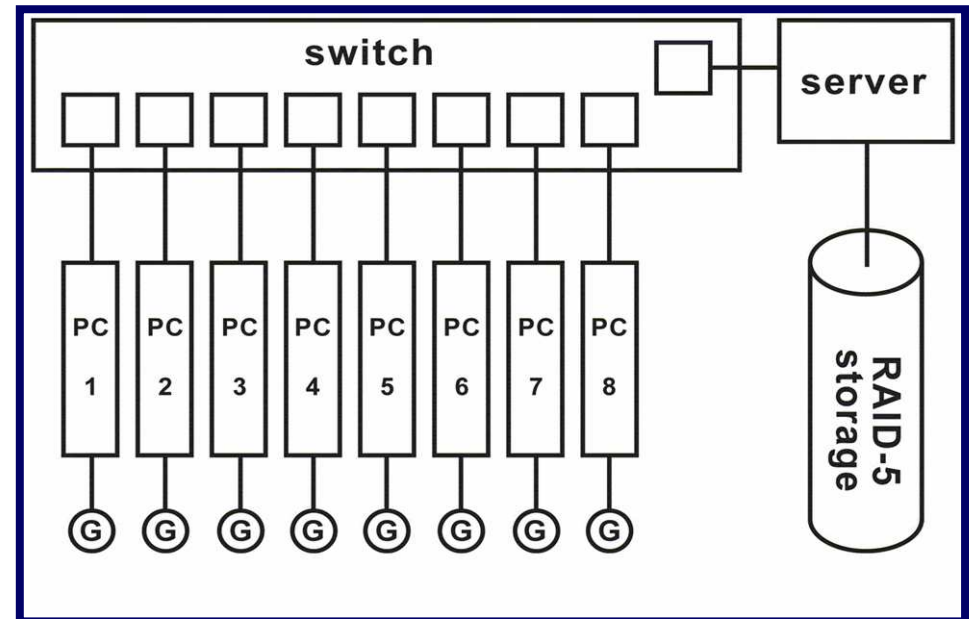 switch
server
PC PC PC PC PC PC PC PC
1 2 3 4 5 6 7 8
RAID-5
storage
G G G G G G G G